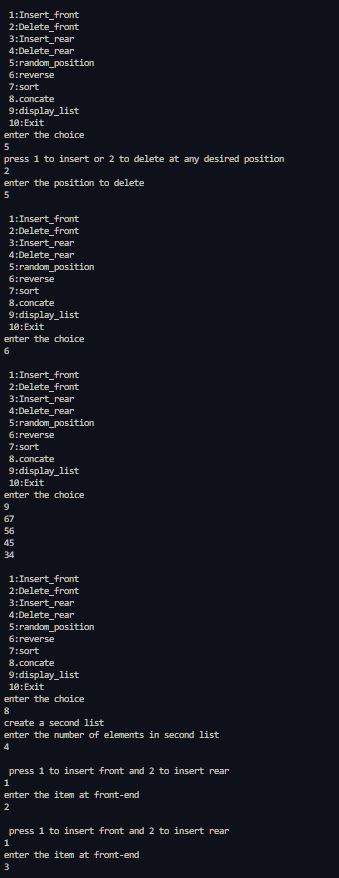 1:Insert_front
2:Delete_front
3:Insert_rear
4:Delete_rear
5:random_position
6:reverse
7:sort
8.concate
9:display_list
10:Exit
enter the choice
5
press 1 to insert or 2 to delete at any desired position
2
enter the position to delete
5
1:Insert_front
2:Delete_front
3:Insert_rear
4:Delete_rear
5:random_position
6:reverse
7:sort
8.concate
9:display_list
10:Exit
enter the choice
6
1:Insert_front
2:Delete_front
3:Insert_rear
4:Delete_rear
5:random_position
6:reverse
7:sort
8.concate
9:display_list
10:Exit
enter the choice
9
67
56
45
34
1:Insert_front
2:Delete_front
3:Insert_rear
4:Delete_rear
5:random_position
6:reverse
7:sort
8.concate
9:display_list
10:Exit
enter the choice
8
create a second list
enter the number of elements in second list
4
press 1 to insert front and 2 to insert rear
1
enter the item at front-end
2
press 1 to insert front and 2 to insert rear
1
enter the item at front-end
3